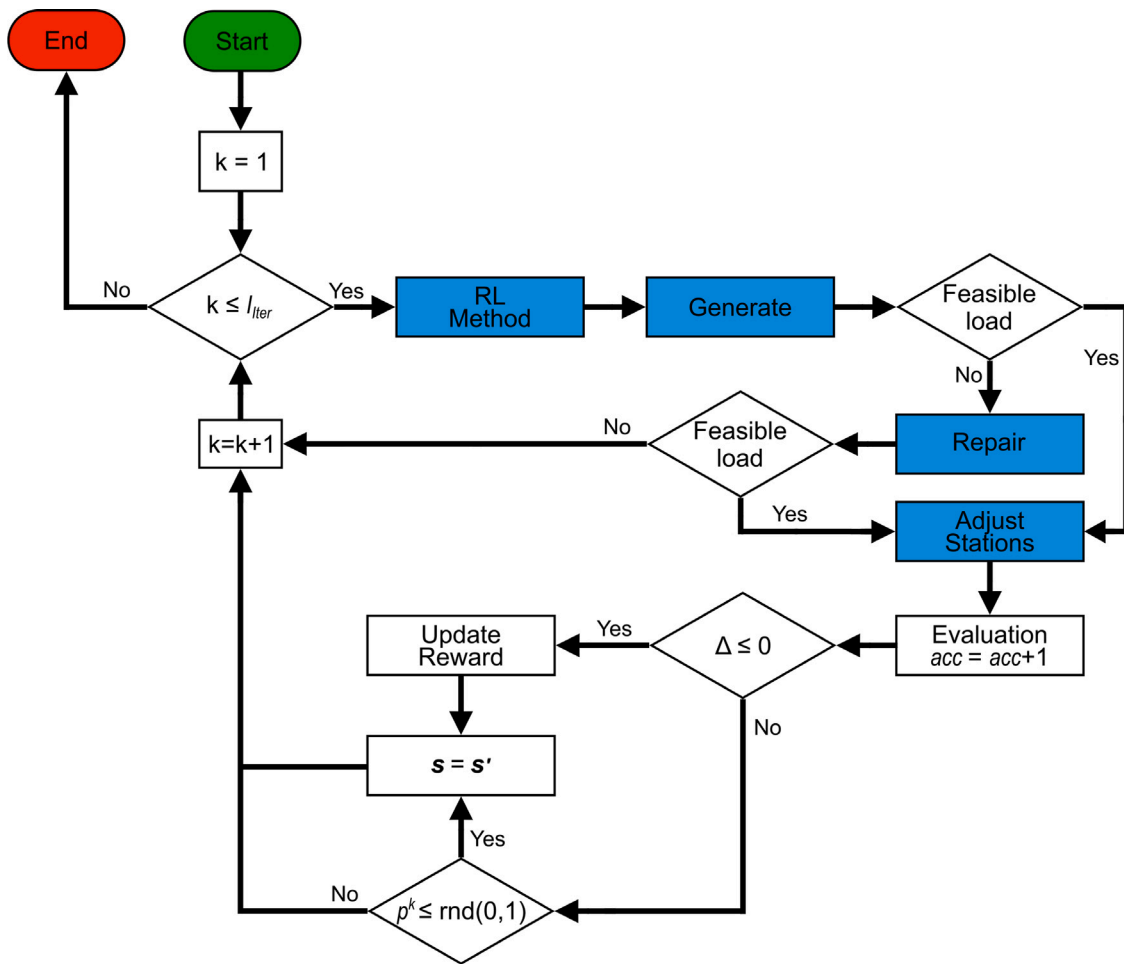 End
Start
k = 1
No
k ≤ lIter
Yes
RL
Method
Generate
Feasible
load
Yes
No
k=k+1
No
Feasible
load
Repair
Yes
Adjust
Stations
Update
Reward
Yes
Δ ≤ 0
Evaluation
acc = acc+1
No
s = s'
Yes
No
p^k ≤ rnd(0,1)